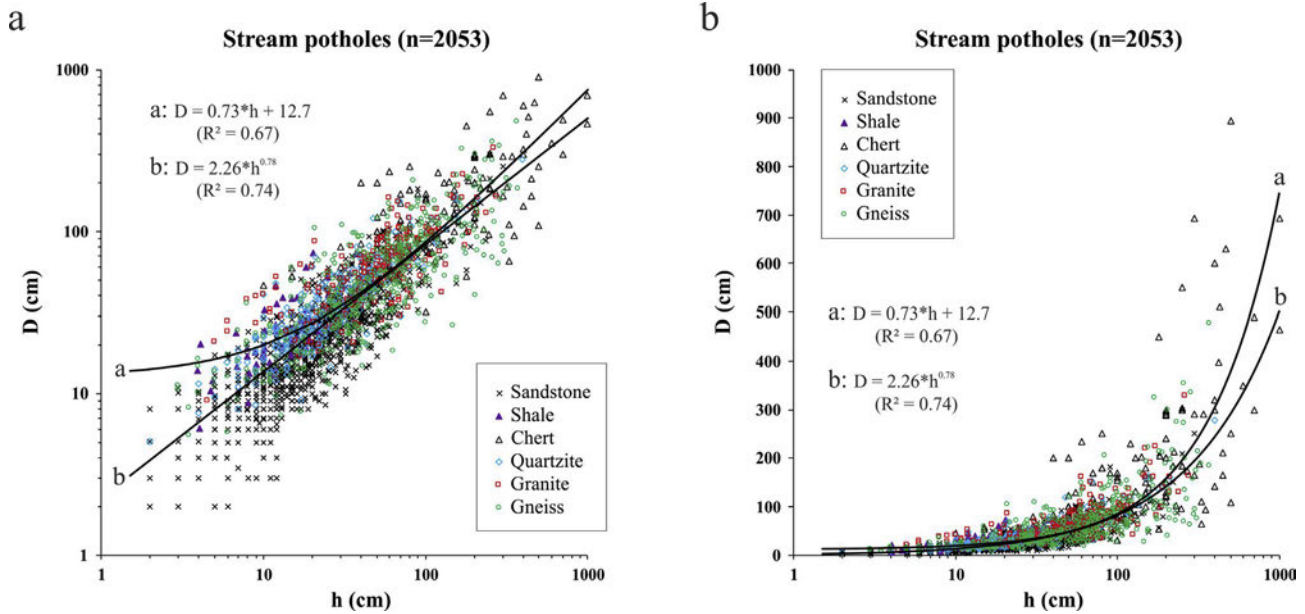 a
Stream potholes (n=2053)
1000
100
10
1
D (cm)
a: D = 0.73*h + 12.7
(R² = 0.67)
b: D = 2.26*h^0.78
(R² = 0.74)
a
b
Sandstone
Shale
Chert
Quartzite
Granite
Gneiss
1 10 100 1000
h (cm)
b
Stream potholes (n=2053)
1000
900
800
700
600
500
400
300
200
100
0
D (cm)
Sandstone
Shale
Chert
Quartzite
Granite
Gneiss
a: D = 0.73*h + 12.7
(R² = 0.67)
b: D = 2.26*h^0.78
(R² = 0.74)
a
b
1 10 100 1000
h (cm)